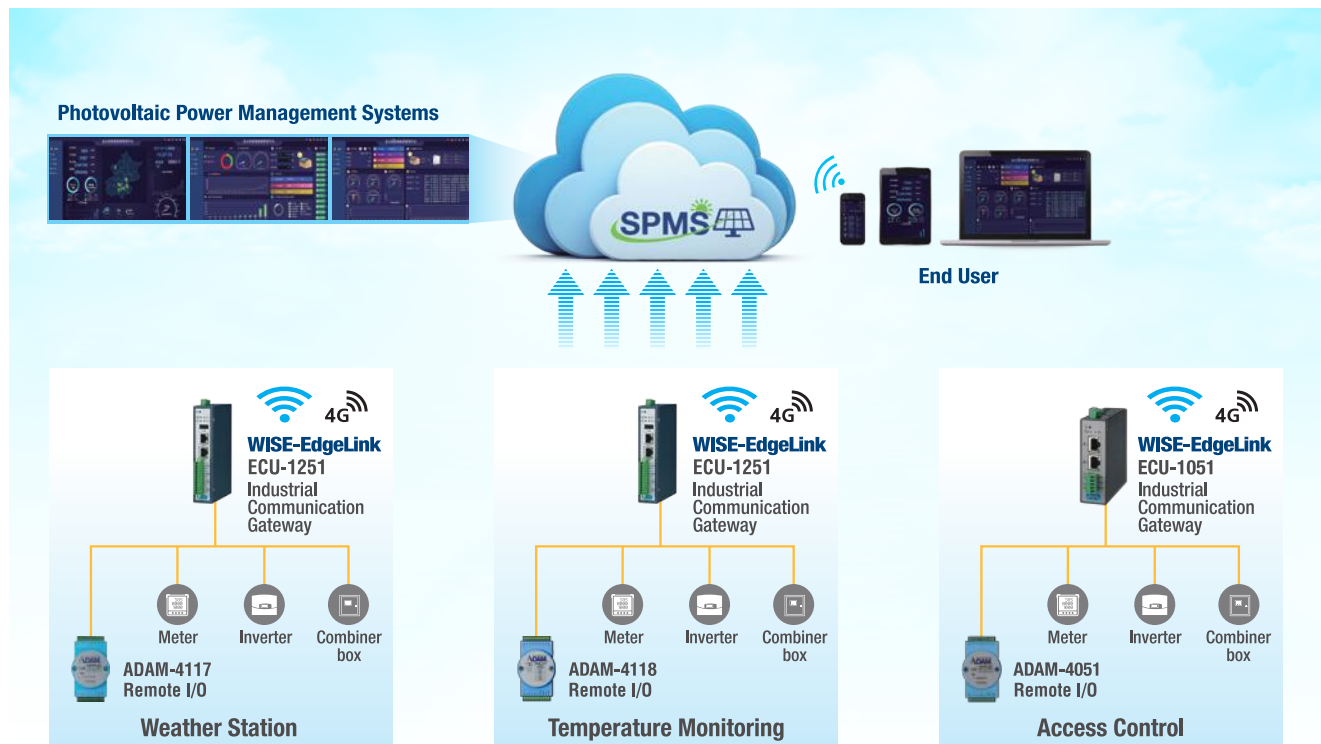 Photovoltaic Power Management Systems
SPMS
End User
4G
WISE-EdgeLink
ECU-1251
Industrial
Communication
Gateway
Meter
Inverter
Combiner
box
ADAM
ADAM-4117
Remote I/O
Weather Station
4G
WISE-EdgeLink
ECU-1251
Industrial
Communication
Gateway
Meter
Inverter
Combiner
box
ADAM
ADAM-4118
Remote I/O
Temperature Monitoring
4G
WISE-EdgeLink
ECU-1051
Industrial
Communication
Gateway
Meter
Inverter
Combiner
box
ADAM
ADAM-4051
Remote I/O
Access Control